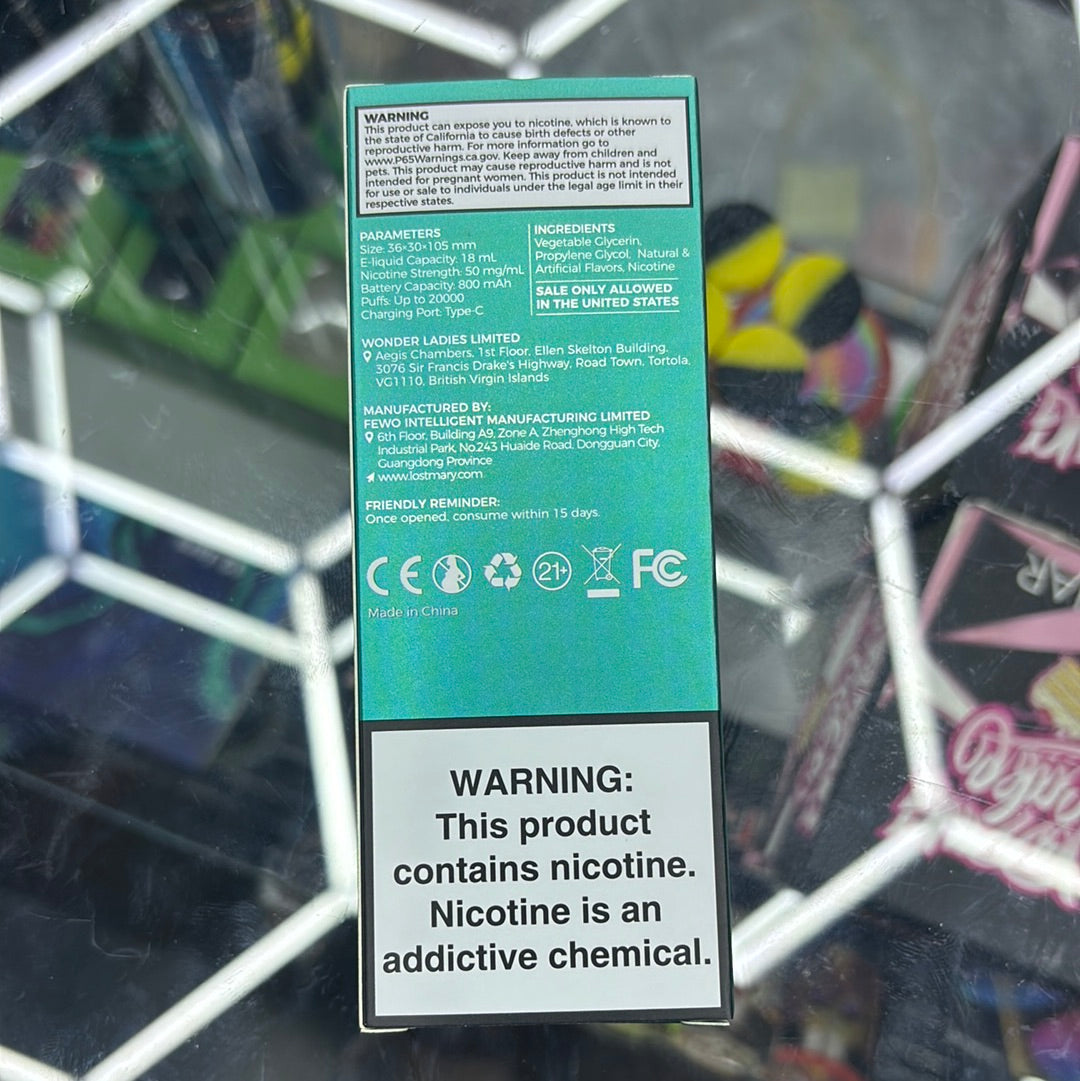 WARNING
This product can expose you to nicotine, which is known to
the state of California to cause birth defects or other
reproductive harm. For more information go to
www.P65Warnings.ca.gov. Keep away from children and
pets. This product may cause reproductive harm and is not
intended for pregnant women. This product is not intended
for use or sale to individuals under the legal age limit in their
respective states.
PARAMETERS
Size: 36×30×105 mm
E-liquid Capacity: 18 mL
Nicotine Strength: 50 mg/mL
Battery Capacity: 800 mAh
Puffs: Up to 20000
Charging Port: Type-C
INGREDIENTS
Vegetable Glycerin,
Propylene Glycol, Natural &
Artificial Flavors, Nicotine
SALE ONLY ALLOWED
IN THE UNITED STATES
WONDER LADIES LIMITED
Aegis Chambers, 1st Floor, Ellen Skelton Building,
3076 Sir Francis Drake's Highway, Road Town, Tortola,
VG1110, British Virgin Islands
MANUFACTURED BY:
FEWO INTELLIGENT MANUFACTURING LIMITED
6th Floor, Building A9, Zone A, Zhenghong High Tech
Industrial Park, No.243 Huaide Road, Dongguan City,
Guangdong Province
www.lostmary.com
FRIENDLY REMINDER:
Once opened, consume within 15 days.
CE 21+ FC
Made in China
WARNING:
This product
contains nicotine.
Nicotine is an
addictive chemical.